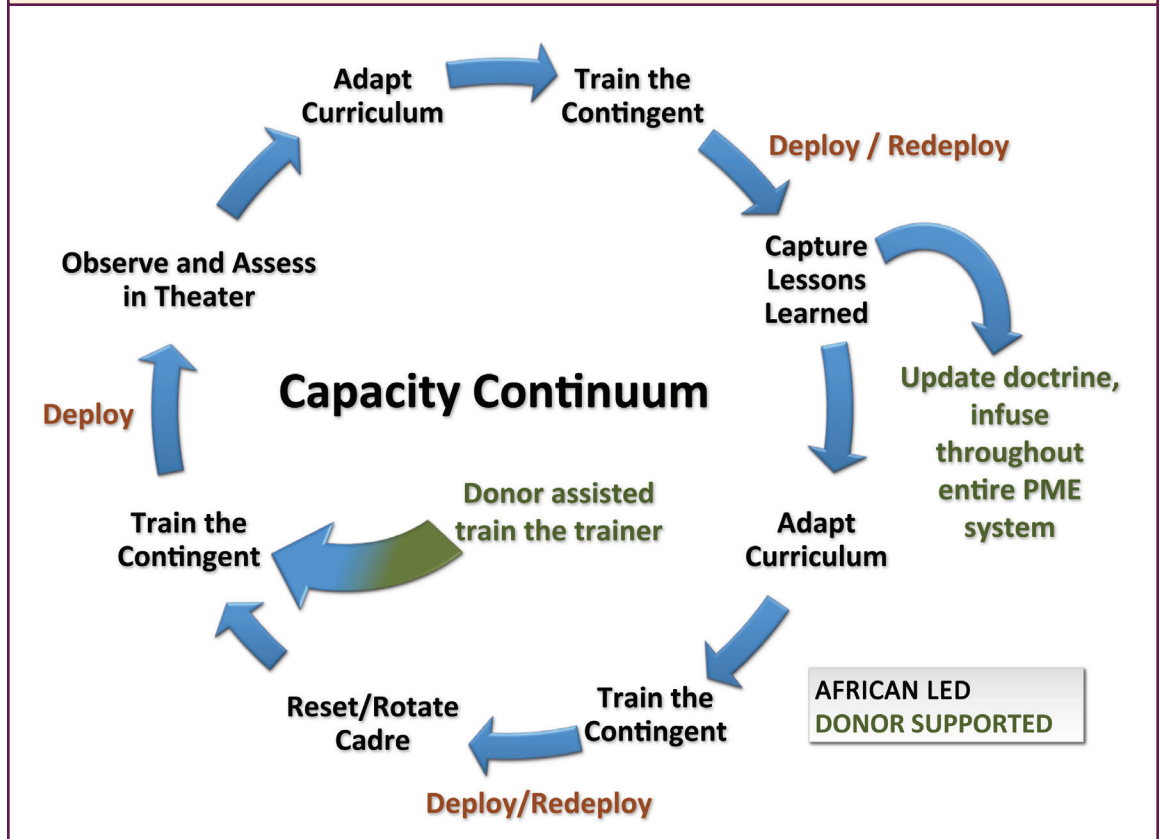 Adapt
Curriculum
Train the
Contingent
Deploy / Redeploy
Capture
Lessons
Learned
Observe and Assess
in Theater
Capacity Continuum
Update doctrine,
infuse
throughout
entire PME
system
Deploy
Donor assisted
train the trainer
Train the
Contingent
Adapt
Curriculum
Reset/Rotate
Cadre
Train the
Contingent
Deploy/Redeploy
AFRICAN LED
DONOR SUPPORTED